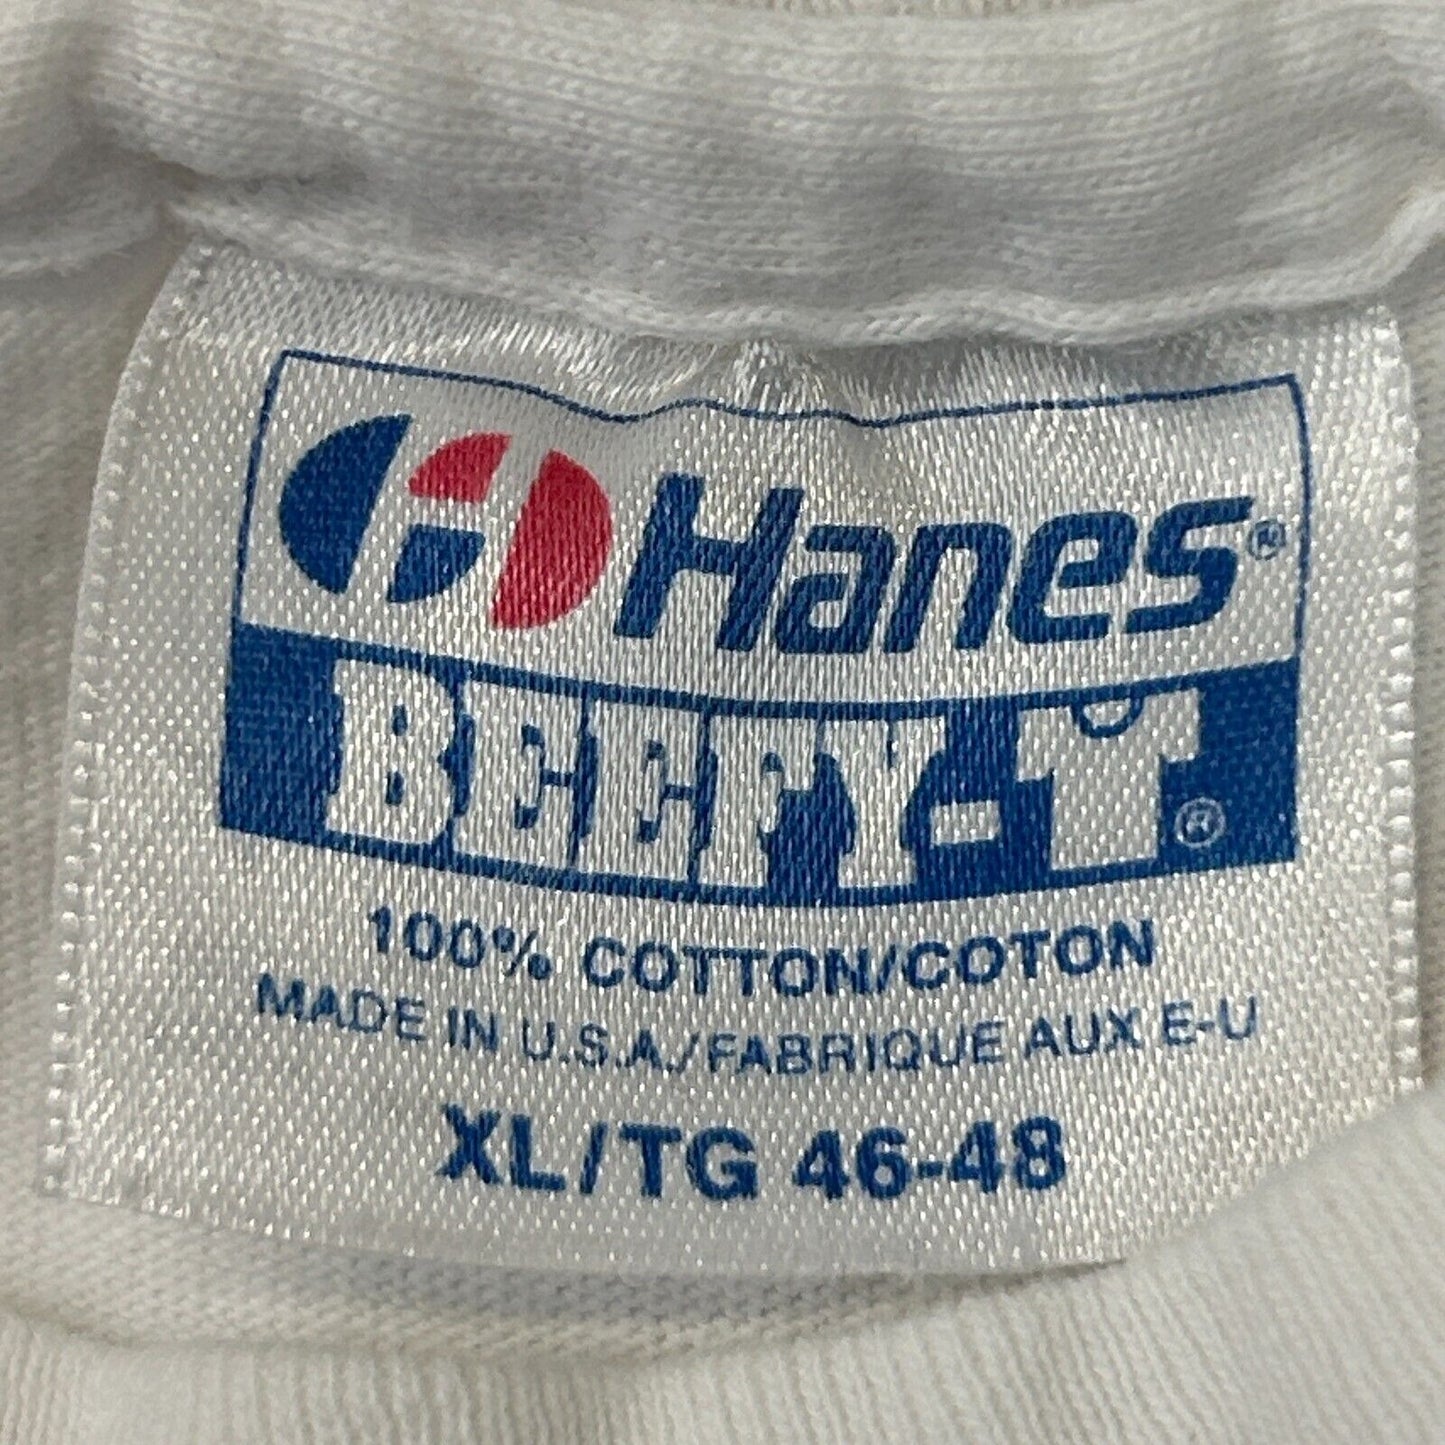 Hanes®
BEEFY-T®
100% COTTON/COTON
MADE IN U.S.A./FABRIQUE AUX E-U
XL/TG 46-48